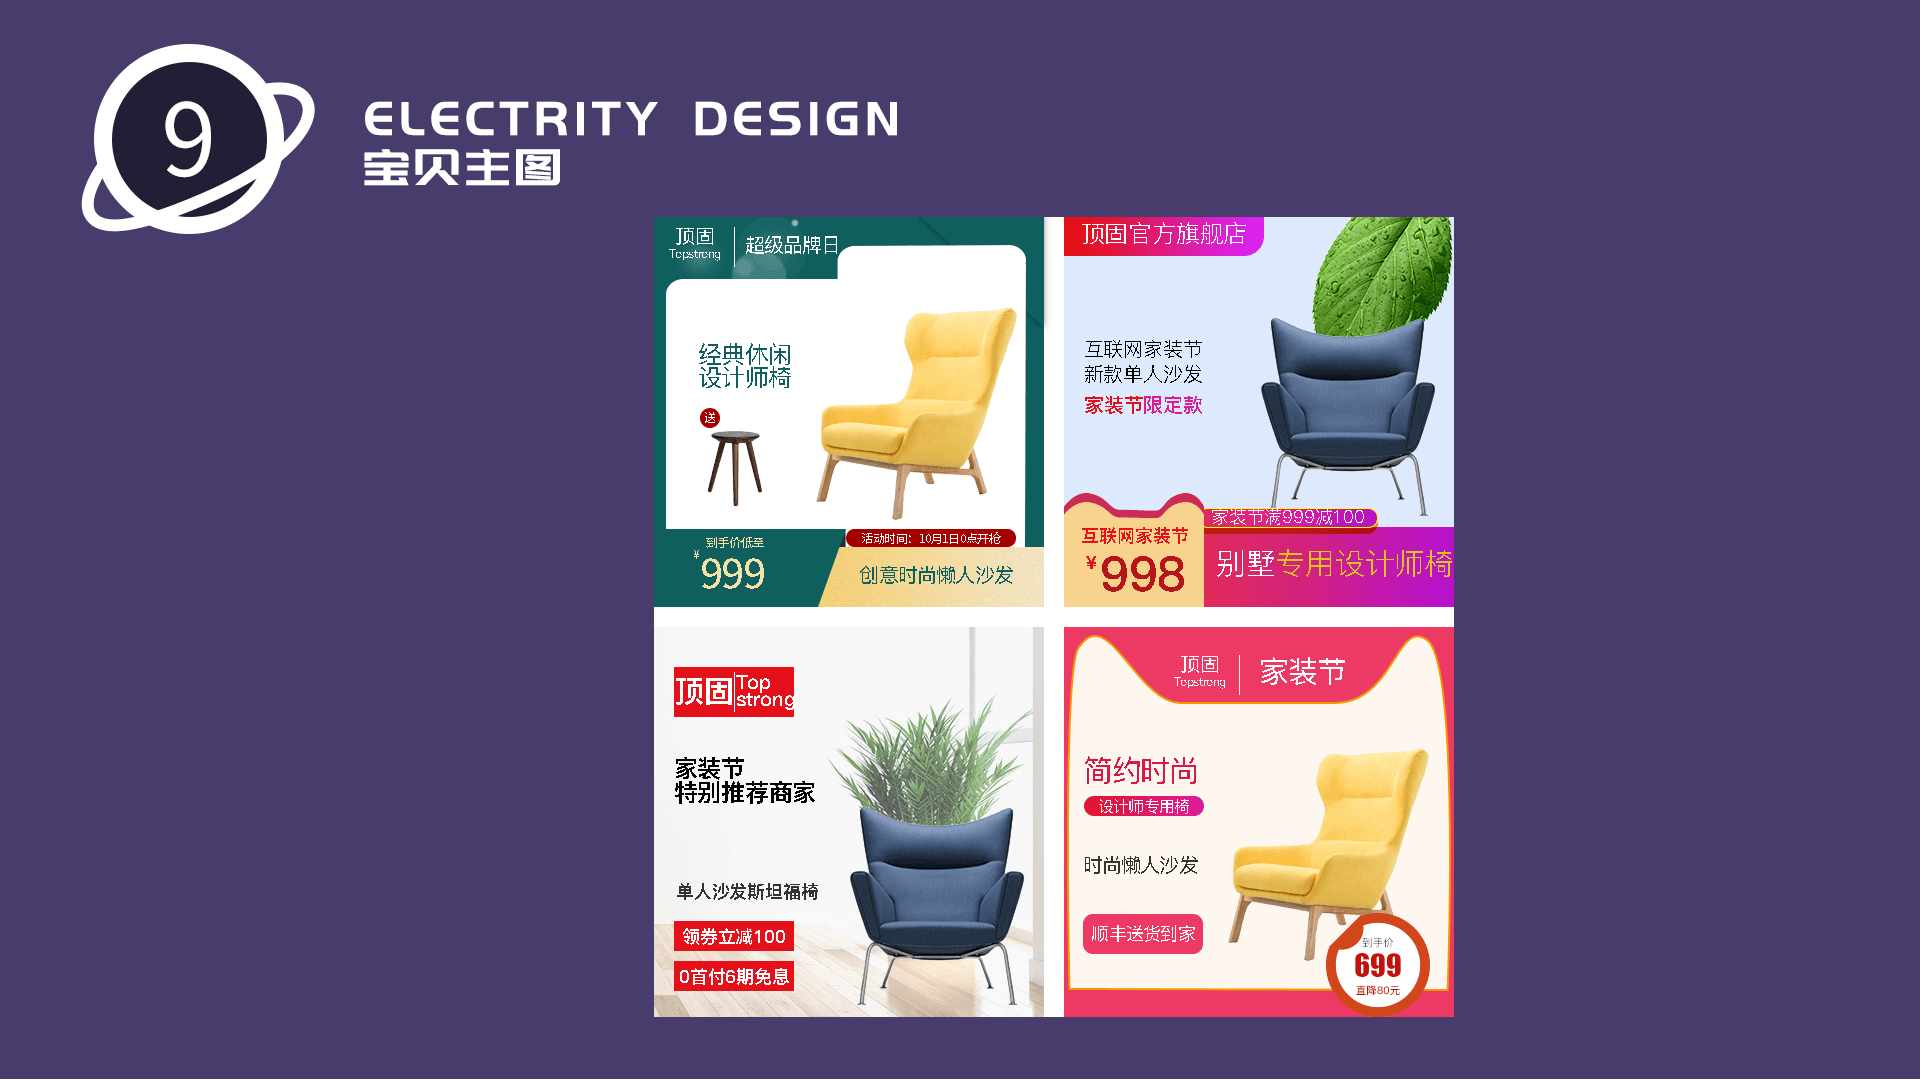 9
ELECTRITY DESIGN
宝贝主图
顶固
Topstrong
超级品牌日
经典休闲
设计师椅
送
到手价低至
¥
999
活动时间：10月1日0点开抢
创意时尚懒人沙发
顶固官方旗舰店
互联网家装节
新款单人沙发
家装节限定款
家装节满999减100
互联网家装节
¥998
别墅专用设计师椅
顶固
Top
strong
家装节
特别推荐商家
单人沙发斯坦福椅
领券立减100
0首付6期免息
顶固
Topstrong
家装节
简约时尚
设计师专用椅
时尚懒人沙发
顺丰送货到家
到手价
699
直降80元